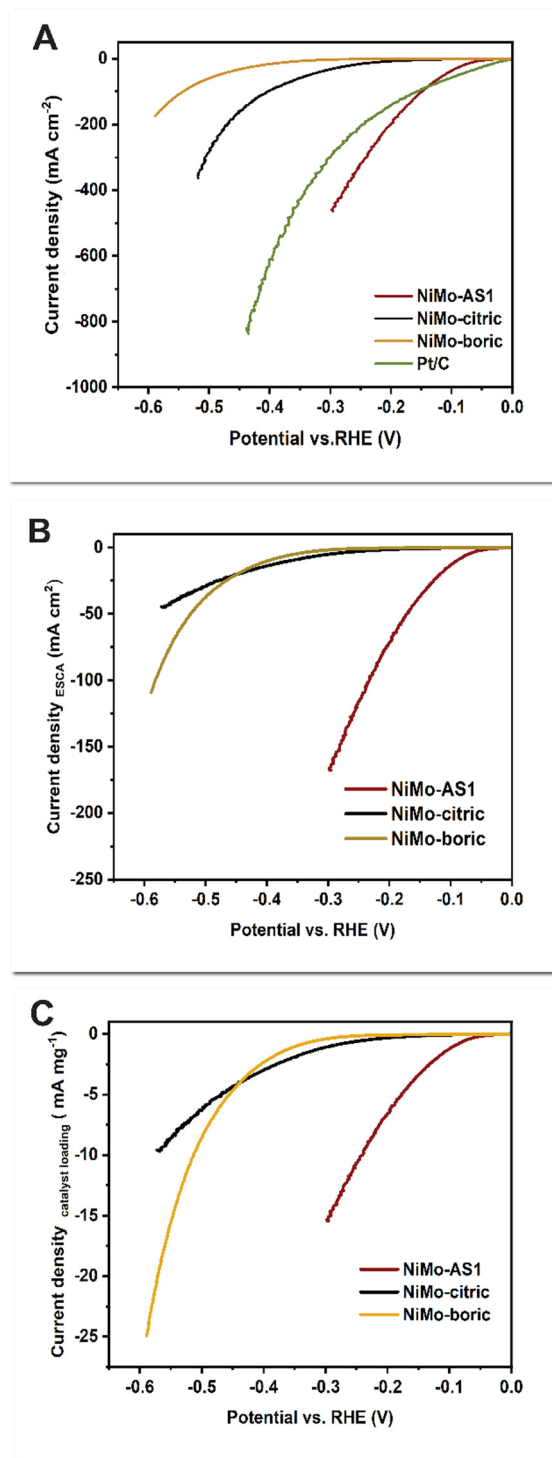 A
0
-200
-400
-600
-800
-1000
Current density (mA cm-2)
NiMo-AS1
NiMo-citric
NiMo-boric
Pt/C
-0.6 -0.5 -0.4 -0.3 -0.2 -0.1 0.0
Potential vs.RHE (V)
B
0
-50
-100
-150
-200
-250
Current density ESCA (mA cm2)
NiMo-AS1
NiMo-citric
NiMo-boric
-0.6 -0.5 -0.4 -0.3 -0.2 -0.1 0.0
Potential vs. RHE (V)
C
0
-5
-10
-15
-20
-25
Current density catalyst loading ( mA mg-1)
NiMo-AS1
NiMo-citric
NiMo-boric
-0.6 -0.5 -0.4 -0.3 -0.2 -0.1 0.0
Potential vs. RHE (V)